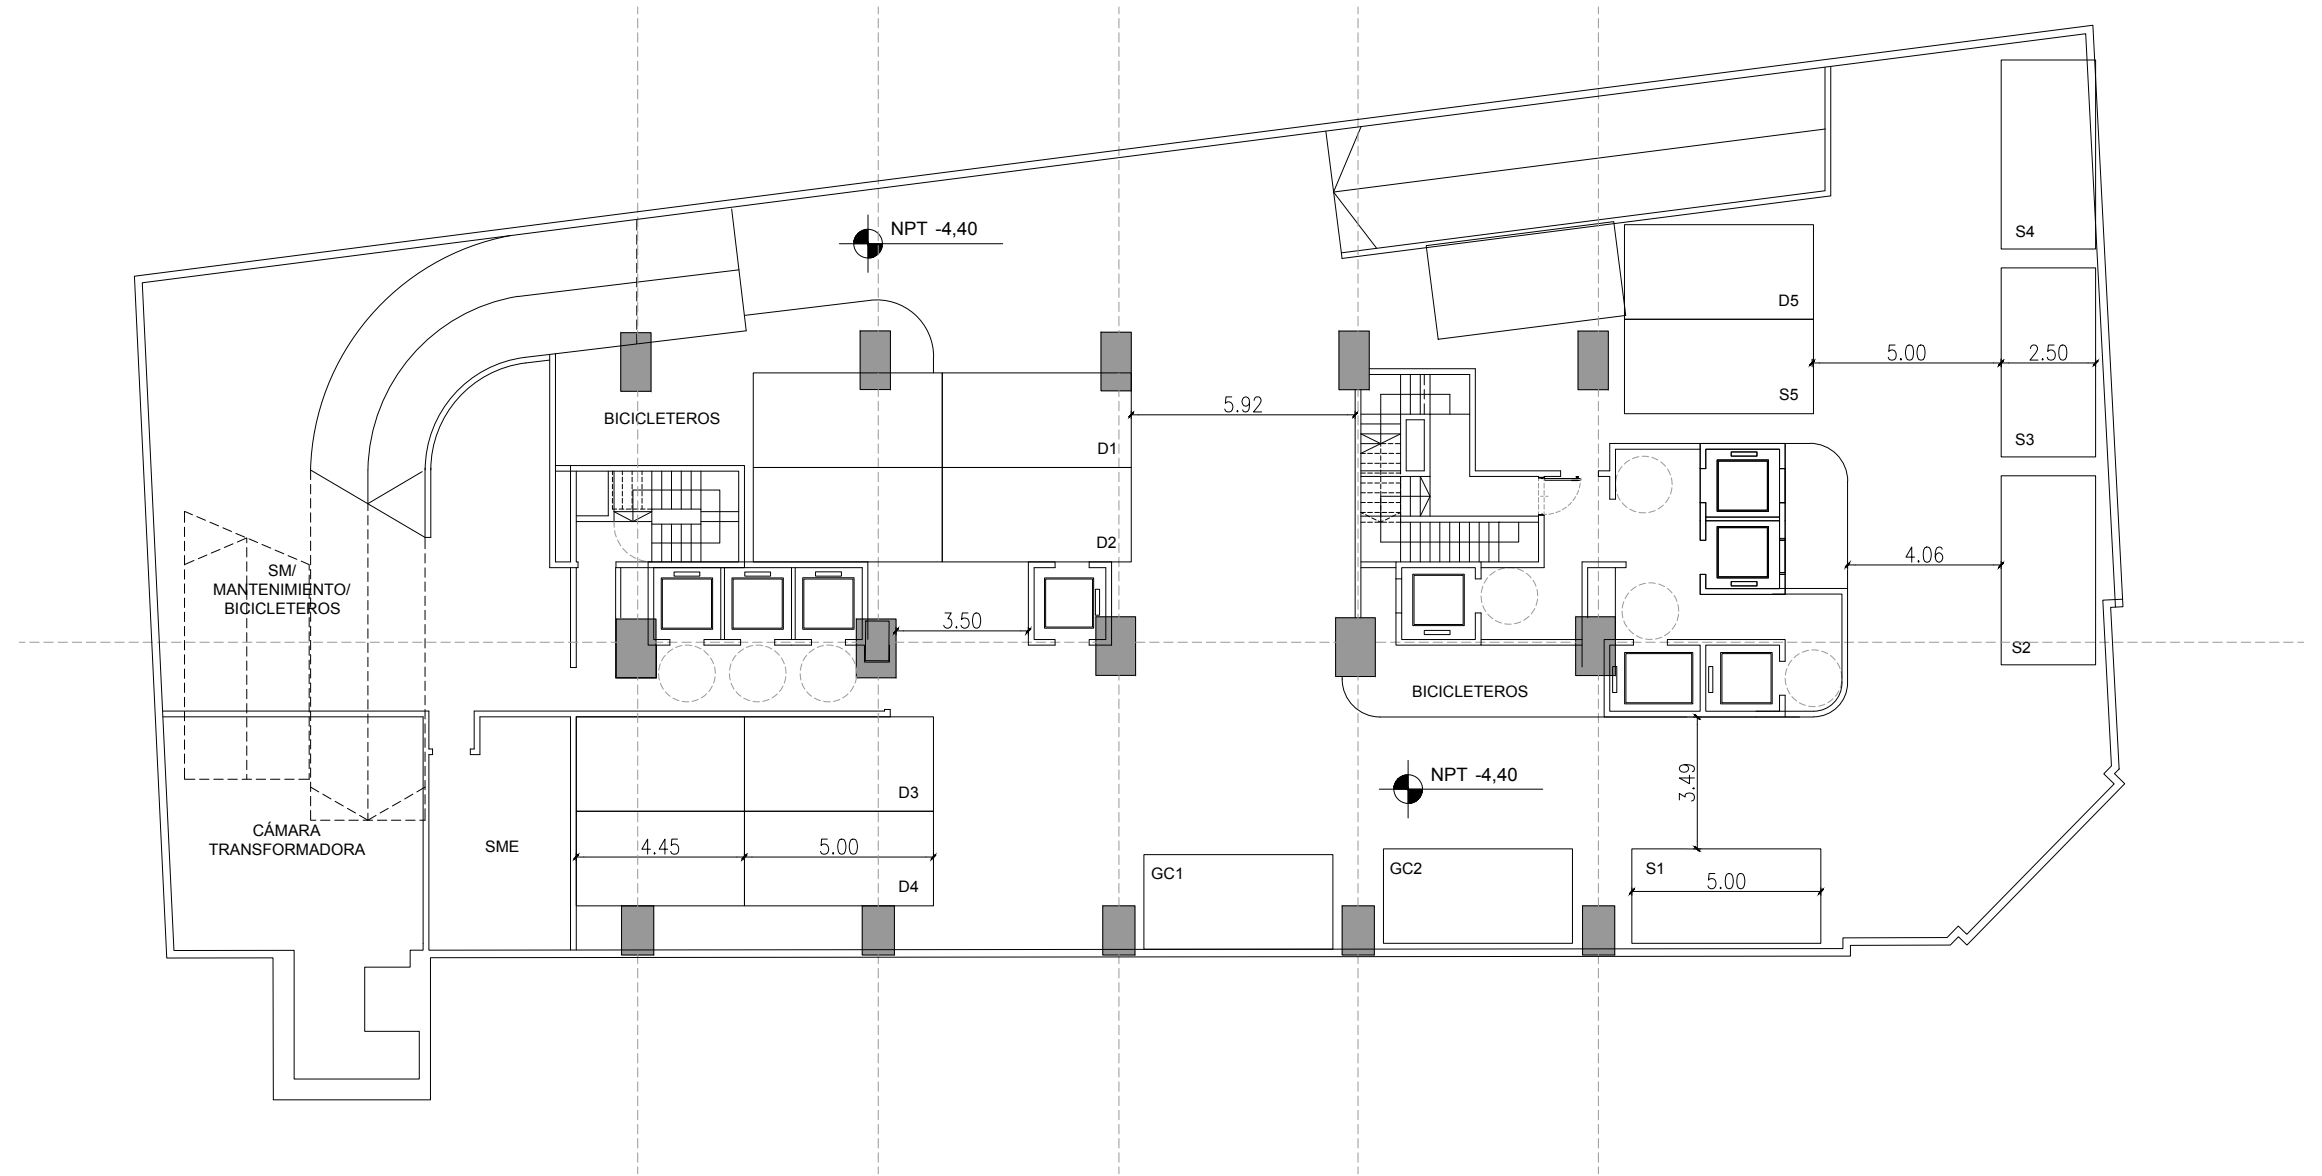 NPT -4,40
S4
D5
5.00
2.50
S5
5.92
BICICLETEROS
D1
S3
D2
4.06
SM/
MANTENIMIENTO/
BICICLETEROS
3.50
S2
BICICLETEROS
NPT -4,40
3.49
D3
CÁMARA
TRANSFORMADORA
SME
4.45
5.00
D4
GC1
GC2
S1
5.00